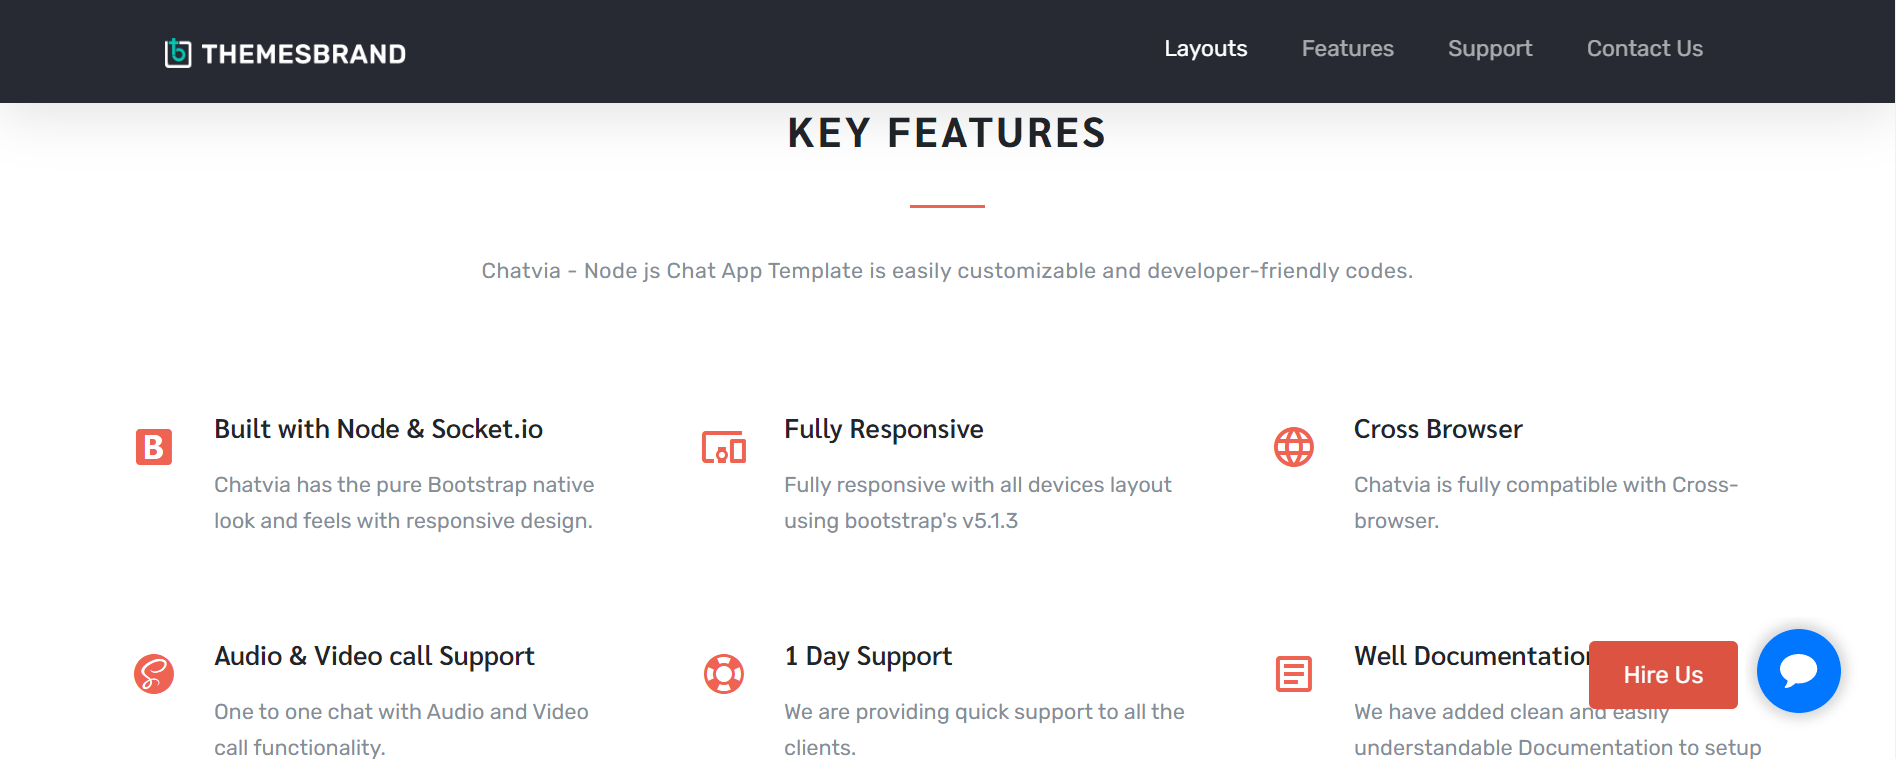 THEMESBRAND
Layouts
Features
Support
Contact Us
KEY FEATURES
Chatvia - Node js Chat App Template is easily customizable and developer-friendly codes.
Built with Node & Socket.io
Chatvia has the pure Bootstrap native
look and feels with responsive design.
Fully Responsive
Fully responsive with all devices layout
using bootstrap's v5.1.3
Cross Browser
Chatvia is fully compatible with Cross-
browser.
Audio & Video call Support
One to one chat with Audio and Video
call functionality.
1 Day Support
We are providing quick support to all the
clients.
Well Documentation
We have added clean and easily
understandable Documentation to setup
Hire Us